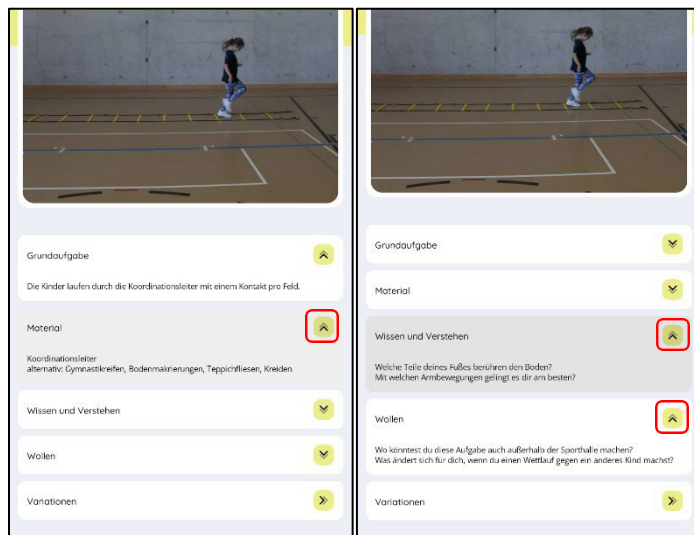 Grundaufgabe
Die Kinder laufen durch die Koordinationsleiter mit einem Kontakt pro Feld.
Material
Koordinationsleiter
alternativ: Gymnastikreifen, Bodenmakrierungen, Teppichfliesen, Kreiden
Wissen und Verstehen
Wollen
Variationen
Grundaufgabe
Material
Wissen und Verstehen
Welche Teile deines Fußes berühren den Boden?
Mit welchen Armbewegungen gelingt es dir am besten?
Wollen
Wo könntest du diese Aufgabe auch außerhalb der Sporthalle machen?
Was ändert sich für dich, wenn du einen Wettlauf gegen ein anderes Kind machst?
Variationen